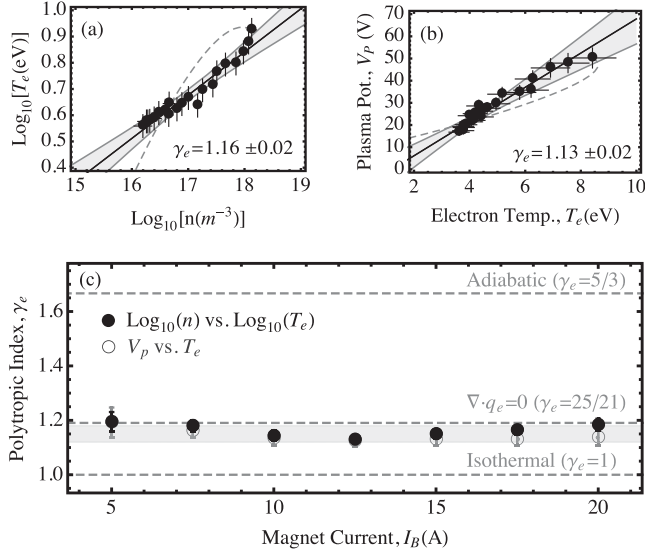 (a)
Log₁₀[Tₑ(eV)]
1.0
0.9
0.8
0.7
0.6
0.5
0.4
γₑ=1.16 ±0.02
15 16 17 18 19
Log₁₀[n(m⁻³)]
(b)
Plasma Pot., Vₚ (V)
70
60
50
40
30
20
10
0
γₑ=1.13 ±0.02
2 4 6 8 10
Electron Temp., Tₑ(eV)
(c)
Polytropic Index, γₑ
1.6
1.4
1.2
1.0
Adiabatic (γₑ=5/3)
Log₁₀(n) vs. Log₁₀(Tₑ)
Vₚ vs. Tₑ
∇·qₑ=0 (γₑ=25/21)
Isothermal (γₑ=1)
5 10 15 20
Magnet Current, I_B(A)